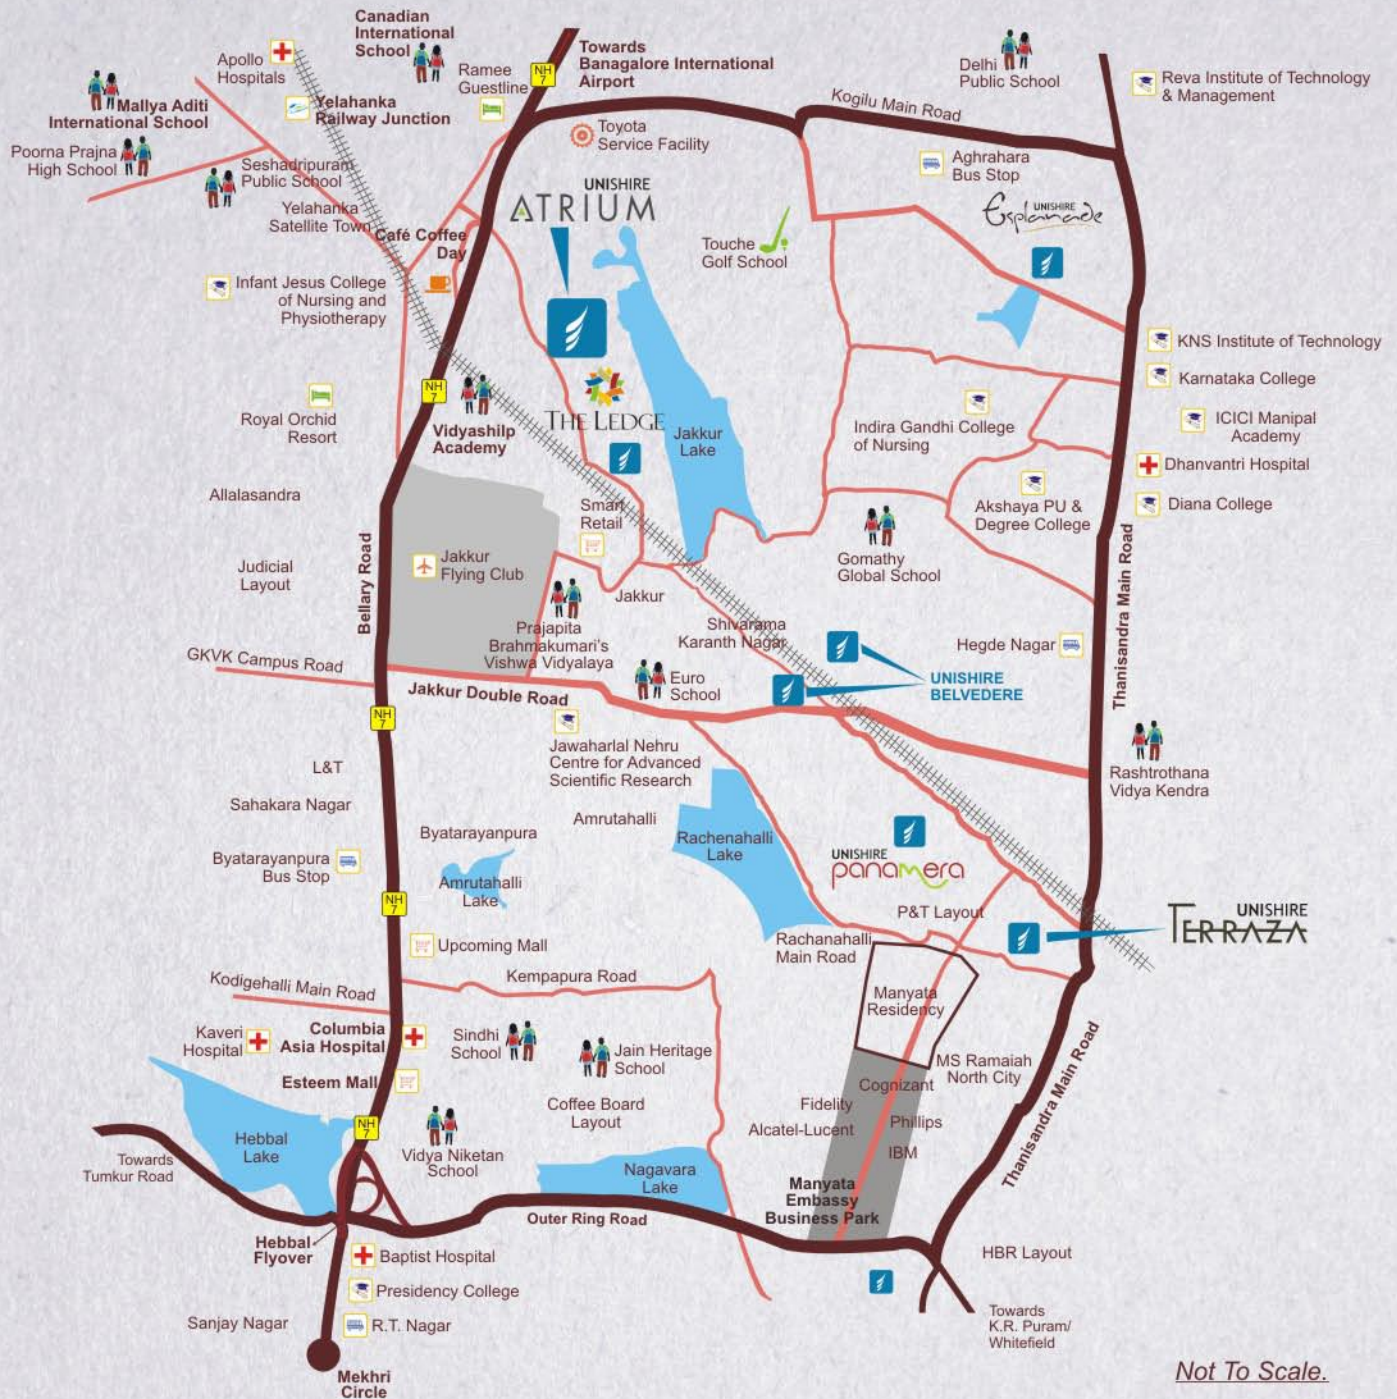 Canadian
International
School
Apollo
Hospitals
Ramee
Guestline
NH
7
Towards
Banagalore International
Airport
Delhi
Public School
Reva Institute of Technology
& Management
Mallya Aditi
International School
Yelahanka
Railway Junction
Kogilu Main Road
Toyota
Service Facility
Poorna Prajna
High School
Seshadripuram
Public School
Aghrahara
Bus Stop
UNISHIRE
ATRIUM
UNISHIRE
Esplanade
Yelahanka
Satellite Town
Café Coffee
Day
Touche
Golf School
Infant Jesus College
of Nursing and
Physiotherapy
KNS Institute of Technology
Karnataka College
NH
7
Royal Orchid
Resort
Vidyashilp
Academy
THE LEDGE
Jakkur
Lake
Indira Gandhi College
of Nursing
ICICI Manipal
Academy
Dhanvantri Hospital
Allalasandra
Smart
Retail
Akshaya PU &
Degree College
Diana College
Judicial
Layout
Bellary Road
Jakkur
Flying Club
Gomathy
Global School
Thanisandra Main Road
Jakkur
Prajapita
Brahmakumari's
Vishwa Vidyalaya
Shivarama
Karanth Nagar
Hegde Nagar
GKVK Campus Road
Jakkur Double Road
Euro
School
UNISHIRE
BELVEDERE
NH
7
Jawaharlal Nehru
Centre for Advanced
Scientific Research
Rashtrothana
Vidya Kendra
L&T
Sahakara Nagar
Byatarayanpura
Amrutahalli
Rachenahalli
Lake
Byatarayanpura
Bus Stop
UNISHIRE
panamera
Amrutahalli
Lake
NH
7
P&T Layout
UNISHIRE
TERRAZA
Upcoming Mall
Rachanahalli
Main Road
Kodigehalli Main Road
Kempapura Road
Manyata
Residency
Kaveri
Hospital
Columbia
Asia Hospital
Sindhi
School
Jain Heritage
School
MS Ramaiah
North City
Thanisandra Main Road
Esteem Mall
Cognizant
Coffee Board
Layout
Fidelity
Alcatel-Lucent
Phillips
IBM
NH
7
Hebbal
Lake
Vidya Niketan
School
Towards
Tumkur Road
Nagavara
Lake
Manyata
Embassy
Business Park
Outer Ring Road
Hebbal
Flyover
Baptist Hospital
HBR Layout
Presidency College
Sanjay Nagar
R.T. Nagar
Towards
K.R. Puram/
Whitefield
Mekhri
Circle
Not To Scale.